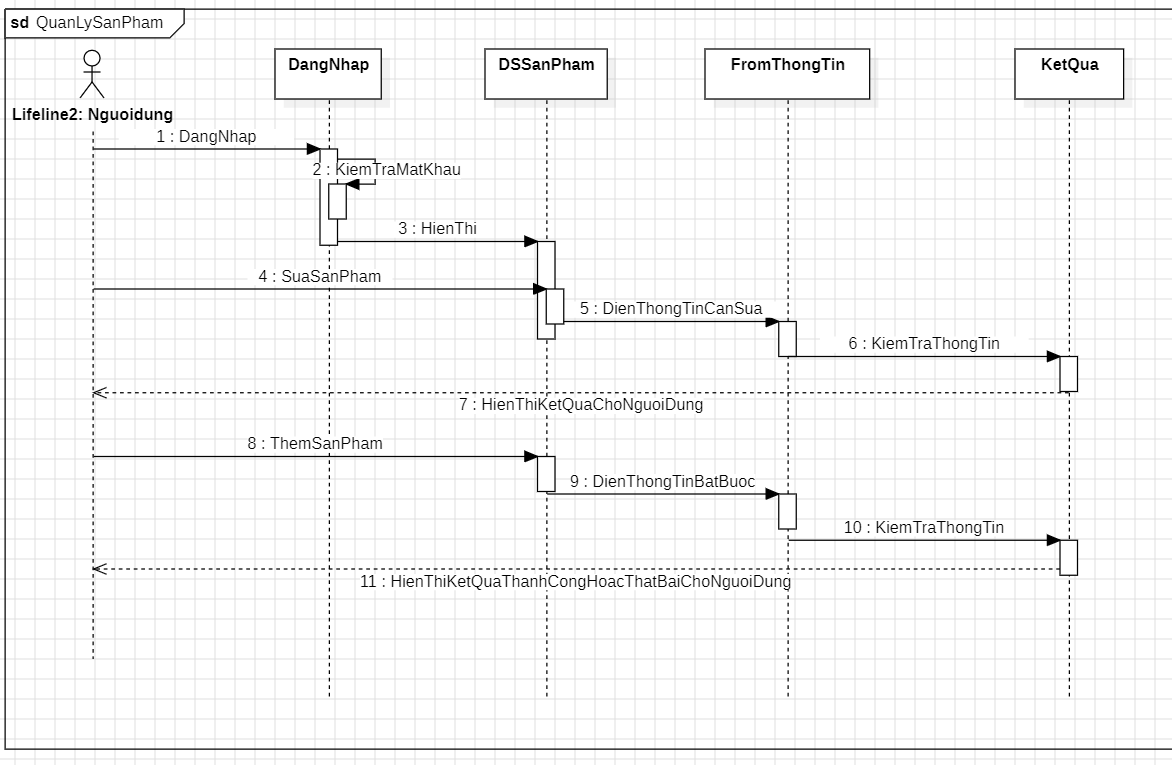 sd QuanLySanPham
DangNhap
DSSanPham
FromThongTin
KetQua
Lifeline2: Nguoidung
1 : DangNhap
2 : KiemTraMatKhau
3 : HienThi
4 : SuaSanPham
5 : DienThongTinCanSua
6 : KiemTraThongTin
7 : HienThiKetQuaChoNguoiDung
8 : ThemSanPham
9 : DienThongTinBatBuoc
10 : KiemTraThongTin
11 : HienThiKetQuaThanhCongHoacThatBaiChoNguoiDung